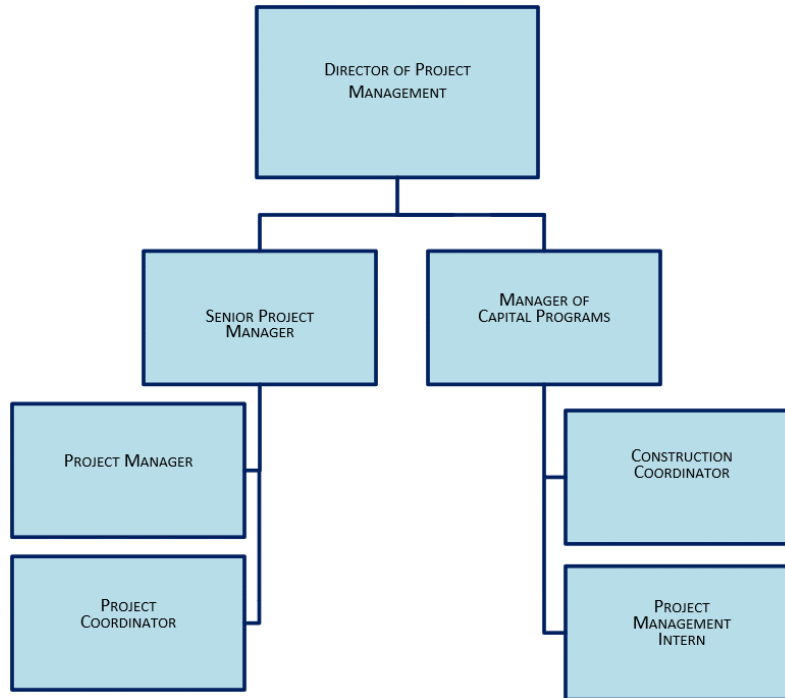 Director of Project
Management
Senior Project
Manager
Manager of
Capital Programs
Project Manager
Construction
Coordinator
Project
Coordinator
Project
Management
Intern